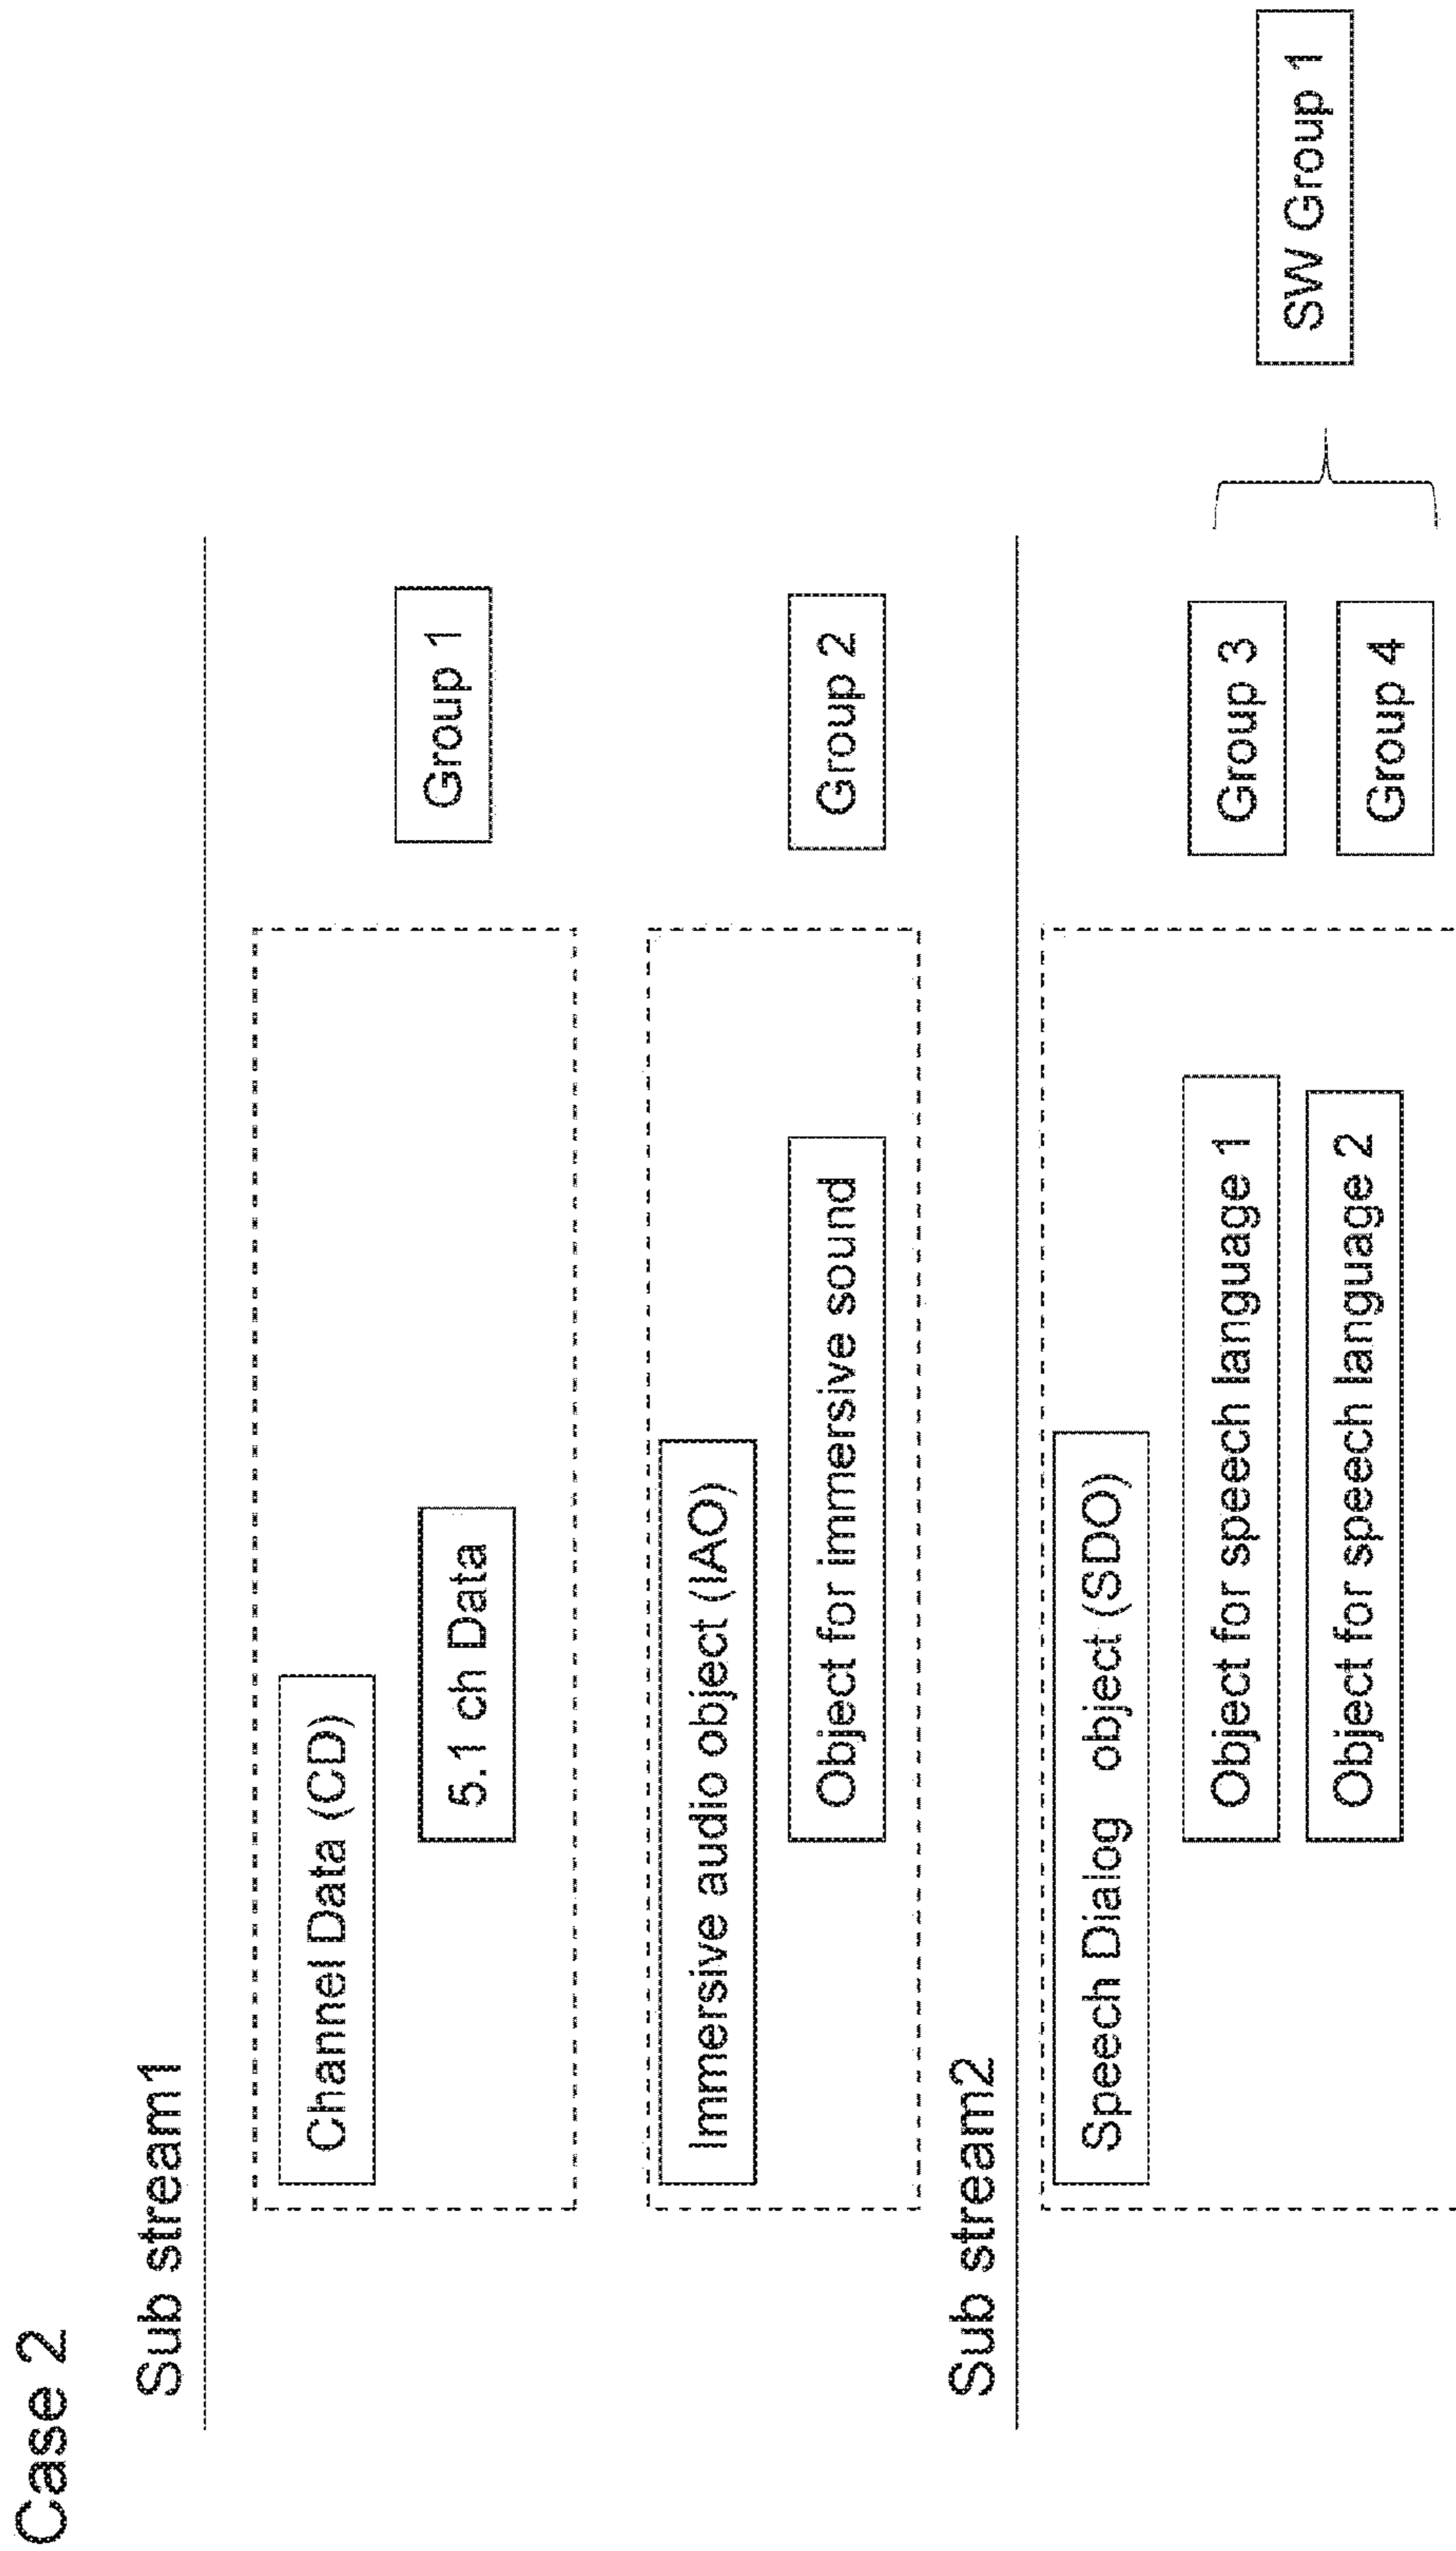 Case 2
Sub stream1
Channel Data (CD)
5.1 ch Data
Group 1
Immersive audio object (IAO)
Object for immersive sound
Group 2
Sub stream2
Speech Dialog object (SDO)
Object for speech language 1
Group 3
Object for speech language 2
Group 4
SW Group 1